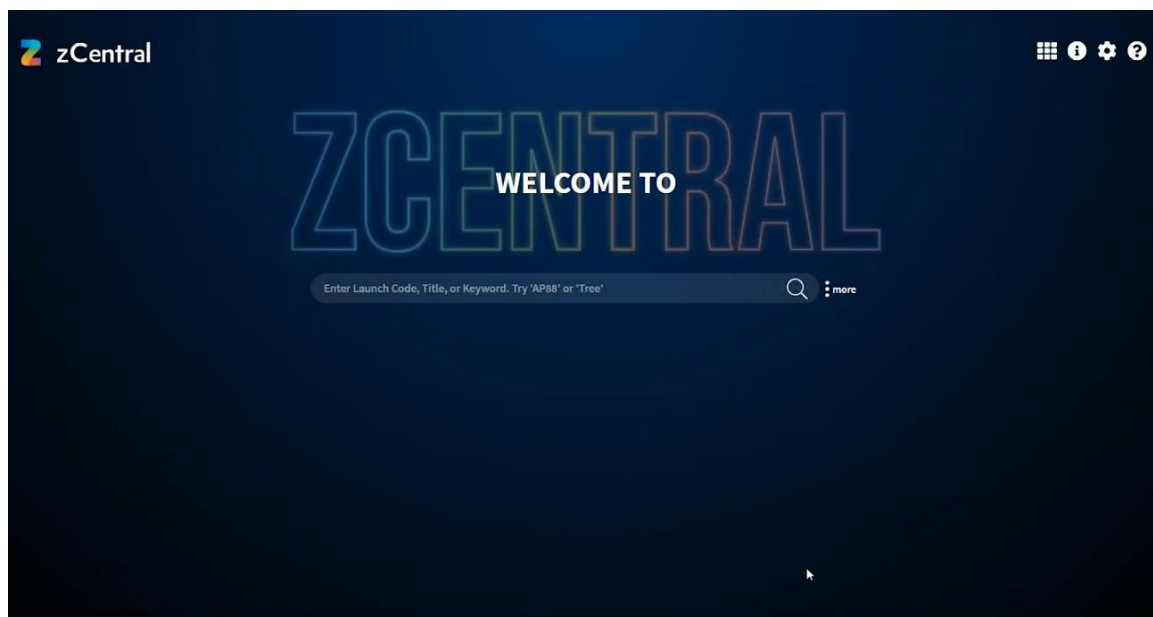 zCentral
ZCENTRAL
WELCOME TO
Enter Launch Code, Title, or Keyword. Try 'AP88' or 'Tree'
more